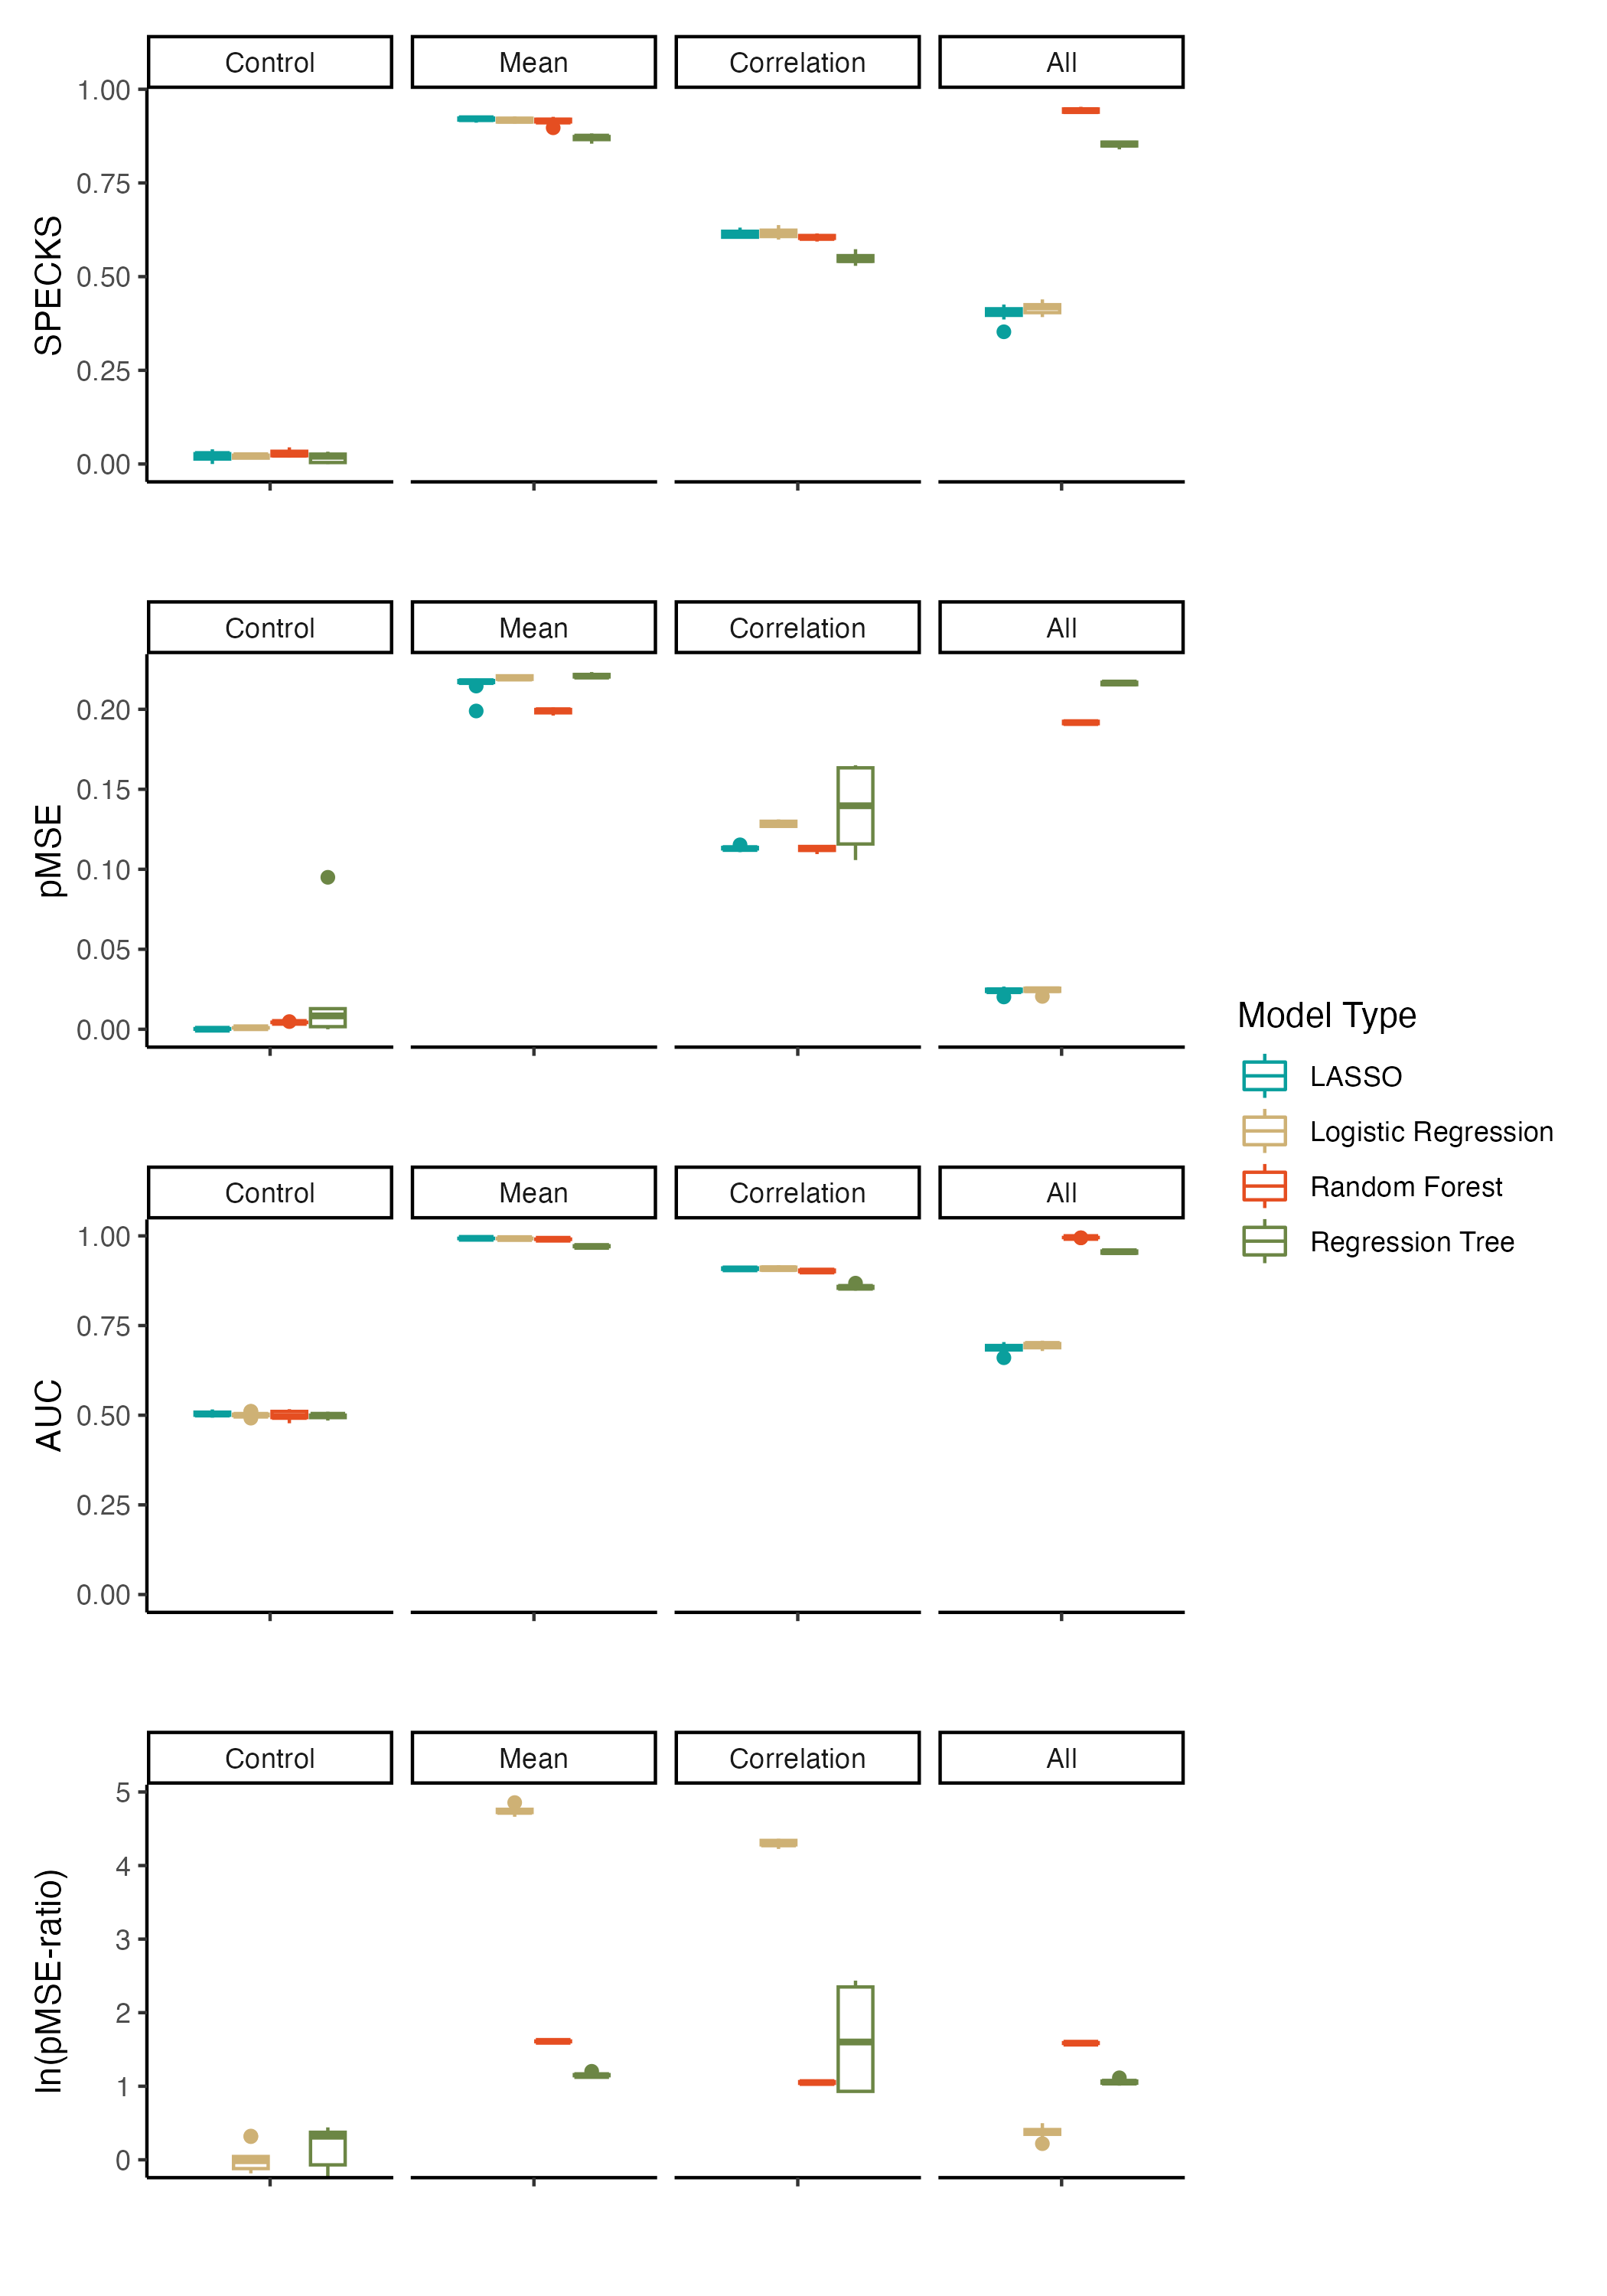 Control Mean Correlation All
1.00
0.75
0.50
0.25
0.00
SPECKS
Control Mean Correlation All
0.20
0.15
0.10
0.05
0.00
pMSE
Control Mean Correlation All
1.00
0.75
0.50
0.25
0.00
AUC
Control Mean Correlation All
5
4
3
2
1
0
ln(pMSE-ratio)
Model Type
LASSO
Logistic Regression
Random Forest
Regression Tree